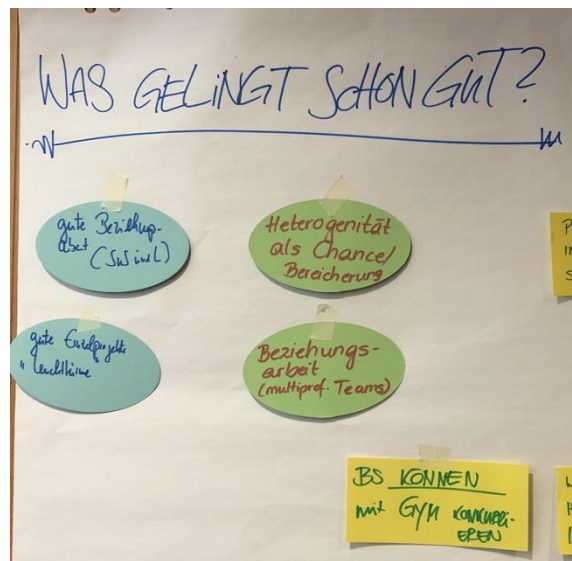 WAS GELINGT SCHON GUT?
gute Beziehungs-
arbeit
(SuS und L)
Heterogenität
als Chance/
Bereicherung
gute Einzelprojekte
"Leuchttürme"
Beziehungs-
arbeit
(multiprof. Teams)
BS KÖNNEN
mit GYM KONKURRI-
EREN